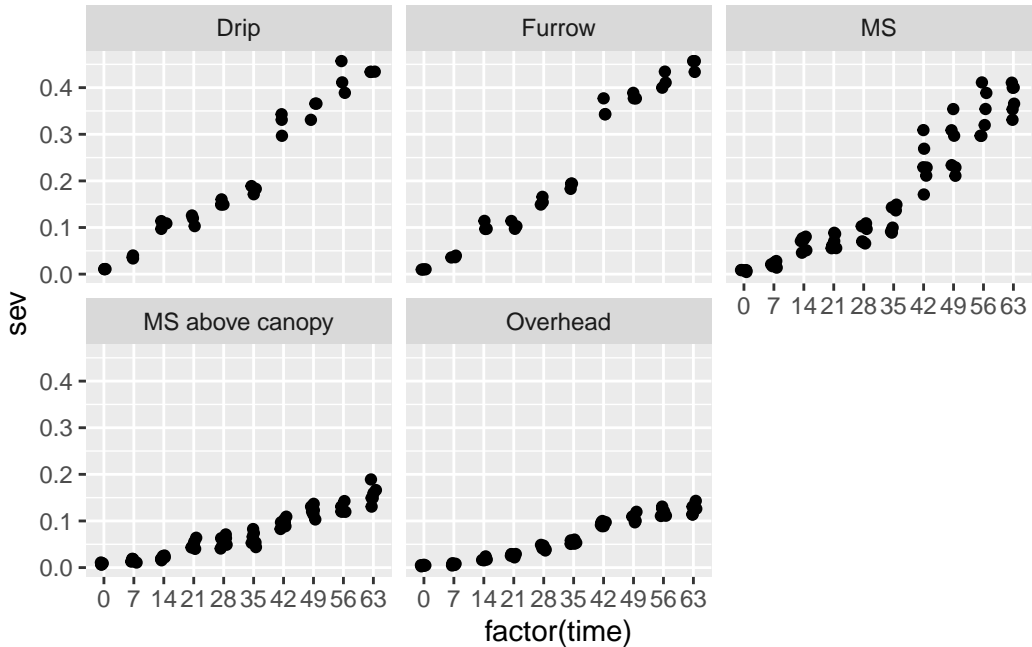 Drip
Furrow
MS
0.4
0.3
0.2
0.1
0.0
0 7 14 21 28 35 42 49 56 63
MS above canopy
Overhead
0.4
0.3
0.2
0.1
0.0
0 7 14 21 28 35 42 49 56 63
0 7 14 21 28 35 42 49 56 63
sev
factor(time)